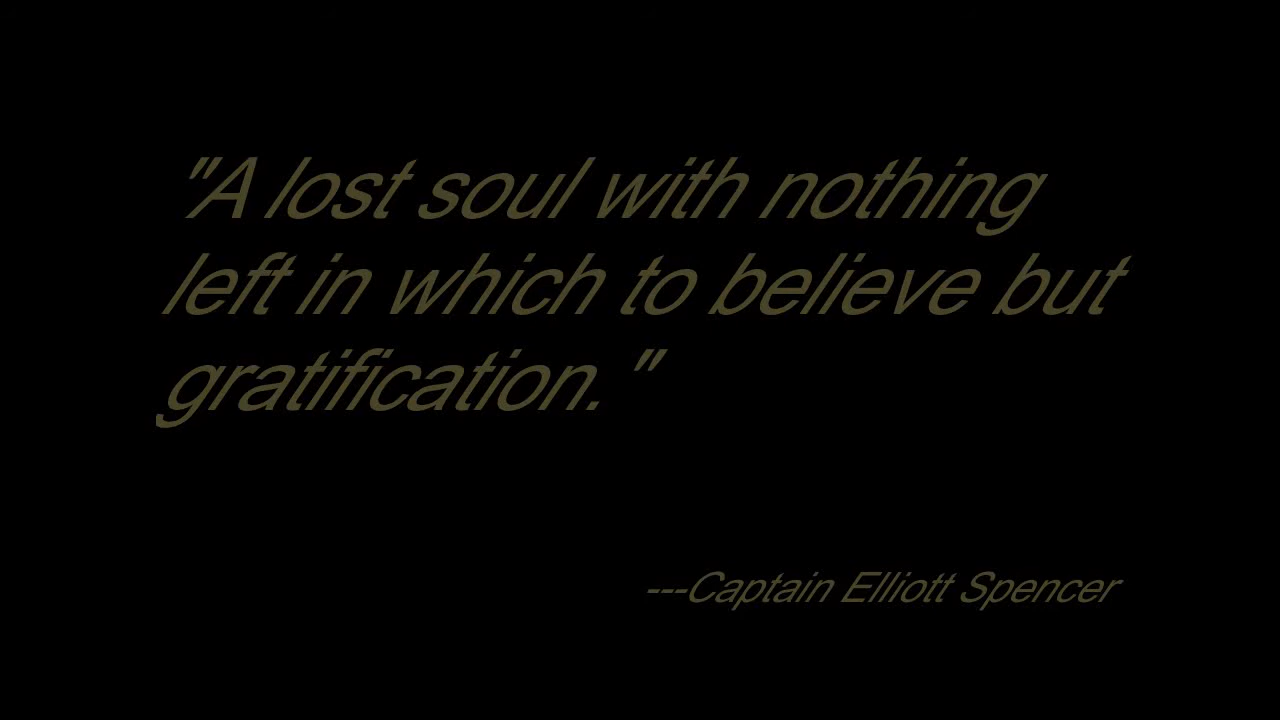 "A lost soul with nothing
left in which to believe but
gratification."
---Captain Elliott Spencer